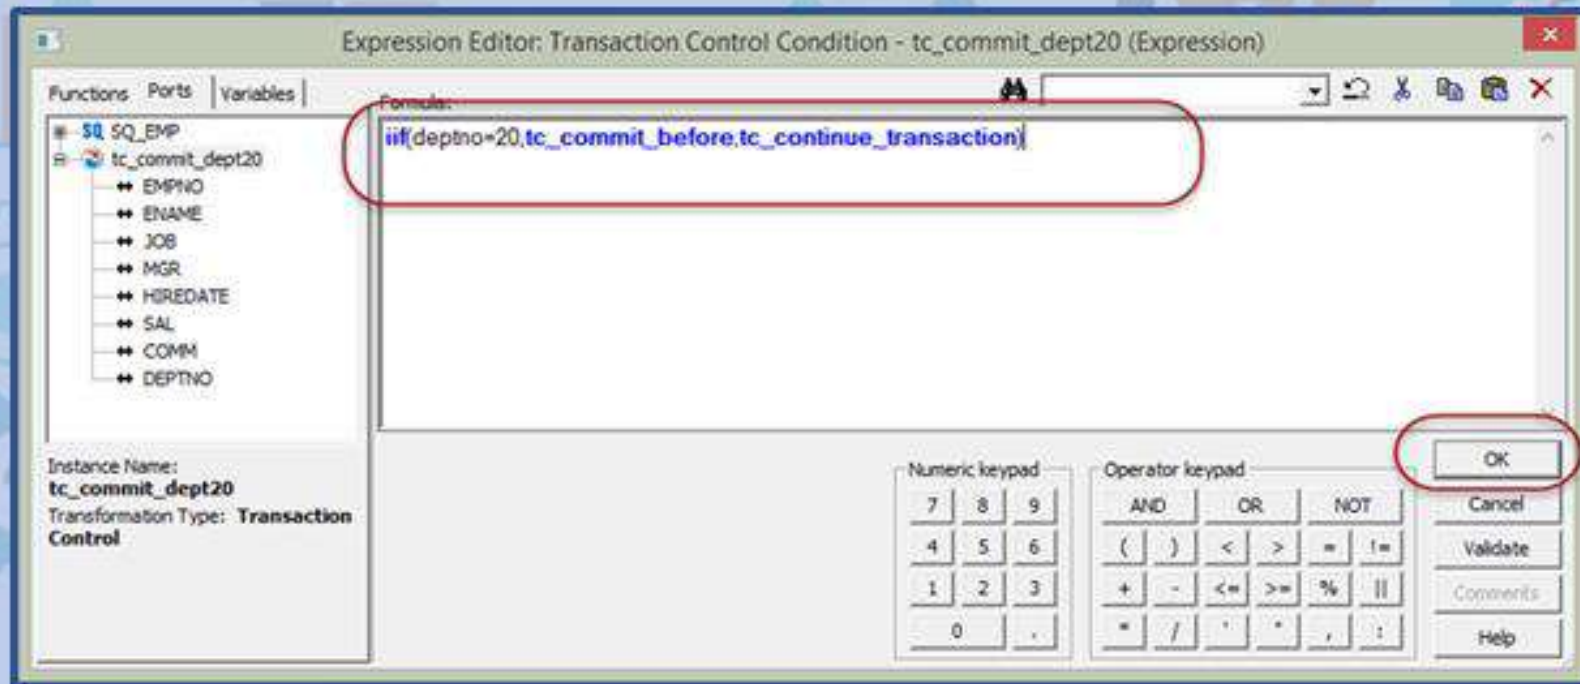 Expression Editor: Transaction Control Condition - tc_commit_dept20 (Expression)
Functions Ports Variables
Formula:
iif(deptno=20,tc_commit_before,tc_continue_transaction)
SQ SQ_EMP
tc_commit_dept20
EMPNO
ENAME
JOB
MGR
HIREDATE
SAL
COMM
DEPTNO
Instance Name:
tc_commit_dept20
Transformation Type: Transaction
Control
Numeric keypad
7 8 9
4 5 6
1 2 3
0 .
Operator keypad
AND OR NOT
( ) < > = !=
+ - <= >= % ||
/ ' , :
OK
Cancel
Validate
Comments
Help